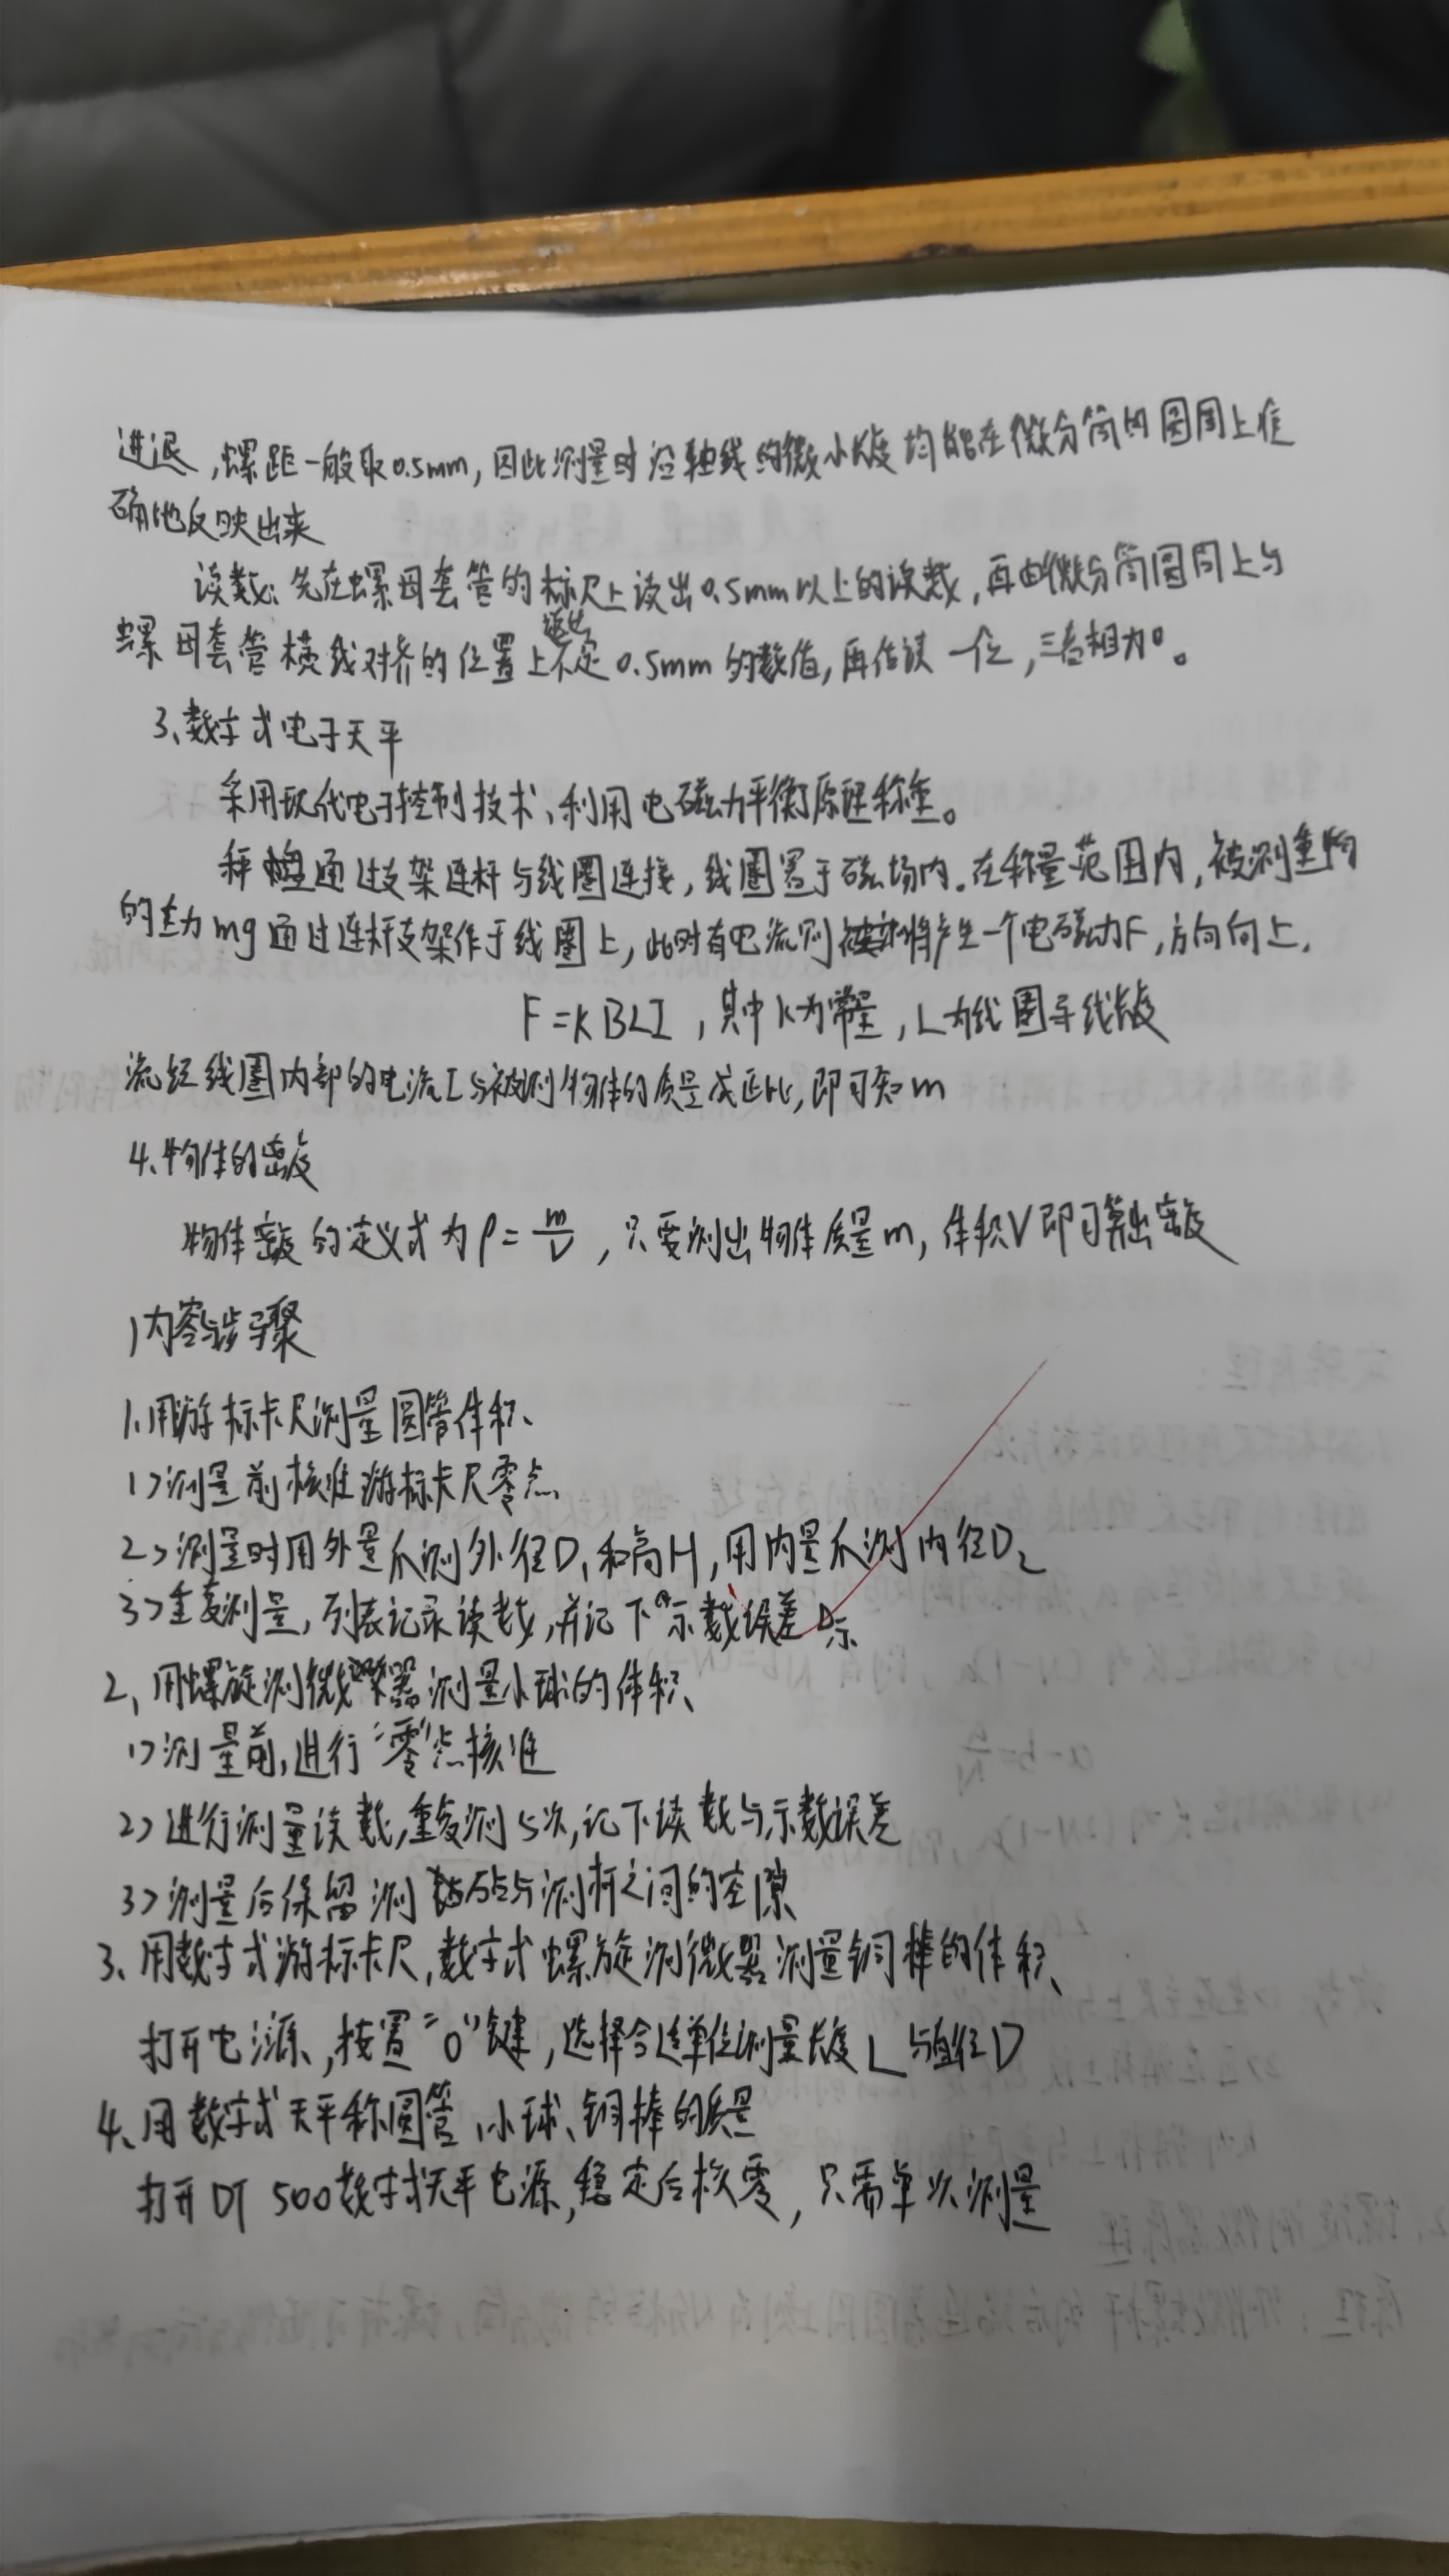 进退,螺距一般取0.5mm,因此测量时沿轴线的微小长度均能在微分筒的圆周上准
确地反映出来
读数:先在螺母套管的标尺上读出0.5mm以上的读数,再由微分筒圆周上与
螺母套管横线对齐的位置上读出不足0.5mm的数值,再估读一位,三者相加。
3、数字式电子天平
采用现代电子控制技术、利用电磁力平衡原理称重。
秤盘通过支架连杆与线圈连接,线圈置于磁场内。在称量范围内,被测重物
的重力mg通过连杆支架作于线圈上,此时有电流则将产生一个电磁力F,方向向上.
F=KBLI,其中K为常量,L为线圈导线长度
流经线圈内部的电流I与被测物体的质量成正比,即可知m
4、物体的密度
物体密度的定义式为ρ=m/V,只要测出物体质量m,体积V即可算出密度
内容与步骤
1、用游标卡尺测量圆管体积、
1>测量前核准游标卡尺零点
2>测量时用外量爪测外径D₁和高H,用内量爪测内径D₂
3>重复测量,列表记录读数,并记下示数误差D示
2、用螺旋测微器测量小球的体积、
1>测量前,进行“零”点核准
2>进行测量读数,重复测5次,记下读数与示数误差
3>测量后保留测砧与测杆之间的空隙
3、用数字式游标卡尺,数字式螺旋测微器测量铜棒的体积、
打开电源、,按置“0”键,选择合适单位测量长度L与直径D
4、用数字式天平称圆管、小球、铜棒的质量
打开DT 500数字式天平电源,稳定后核零,只需单次测量